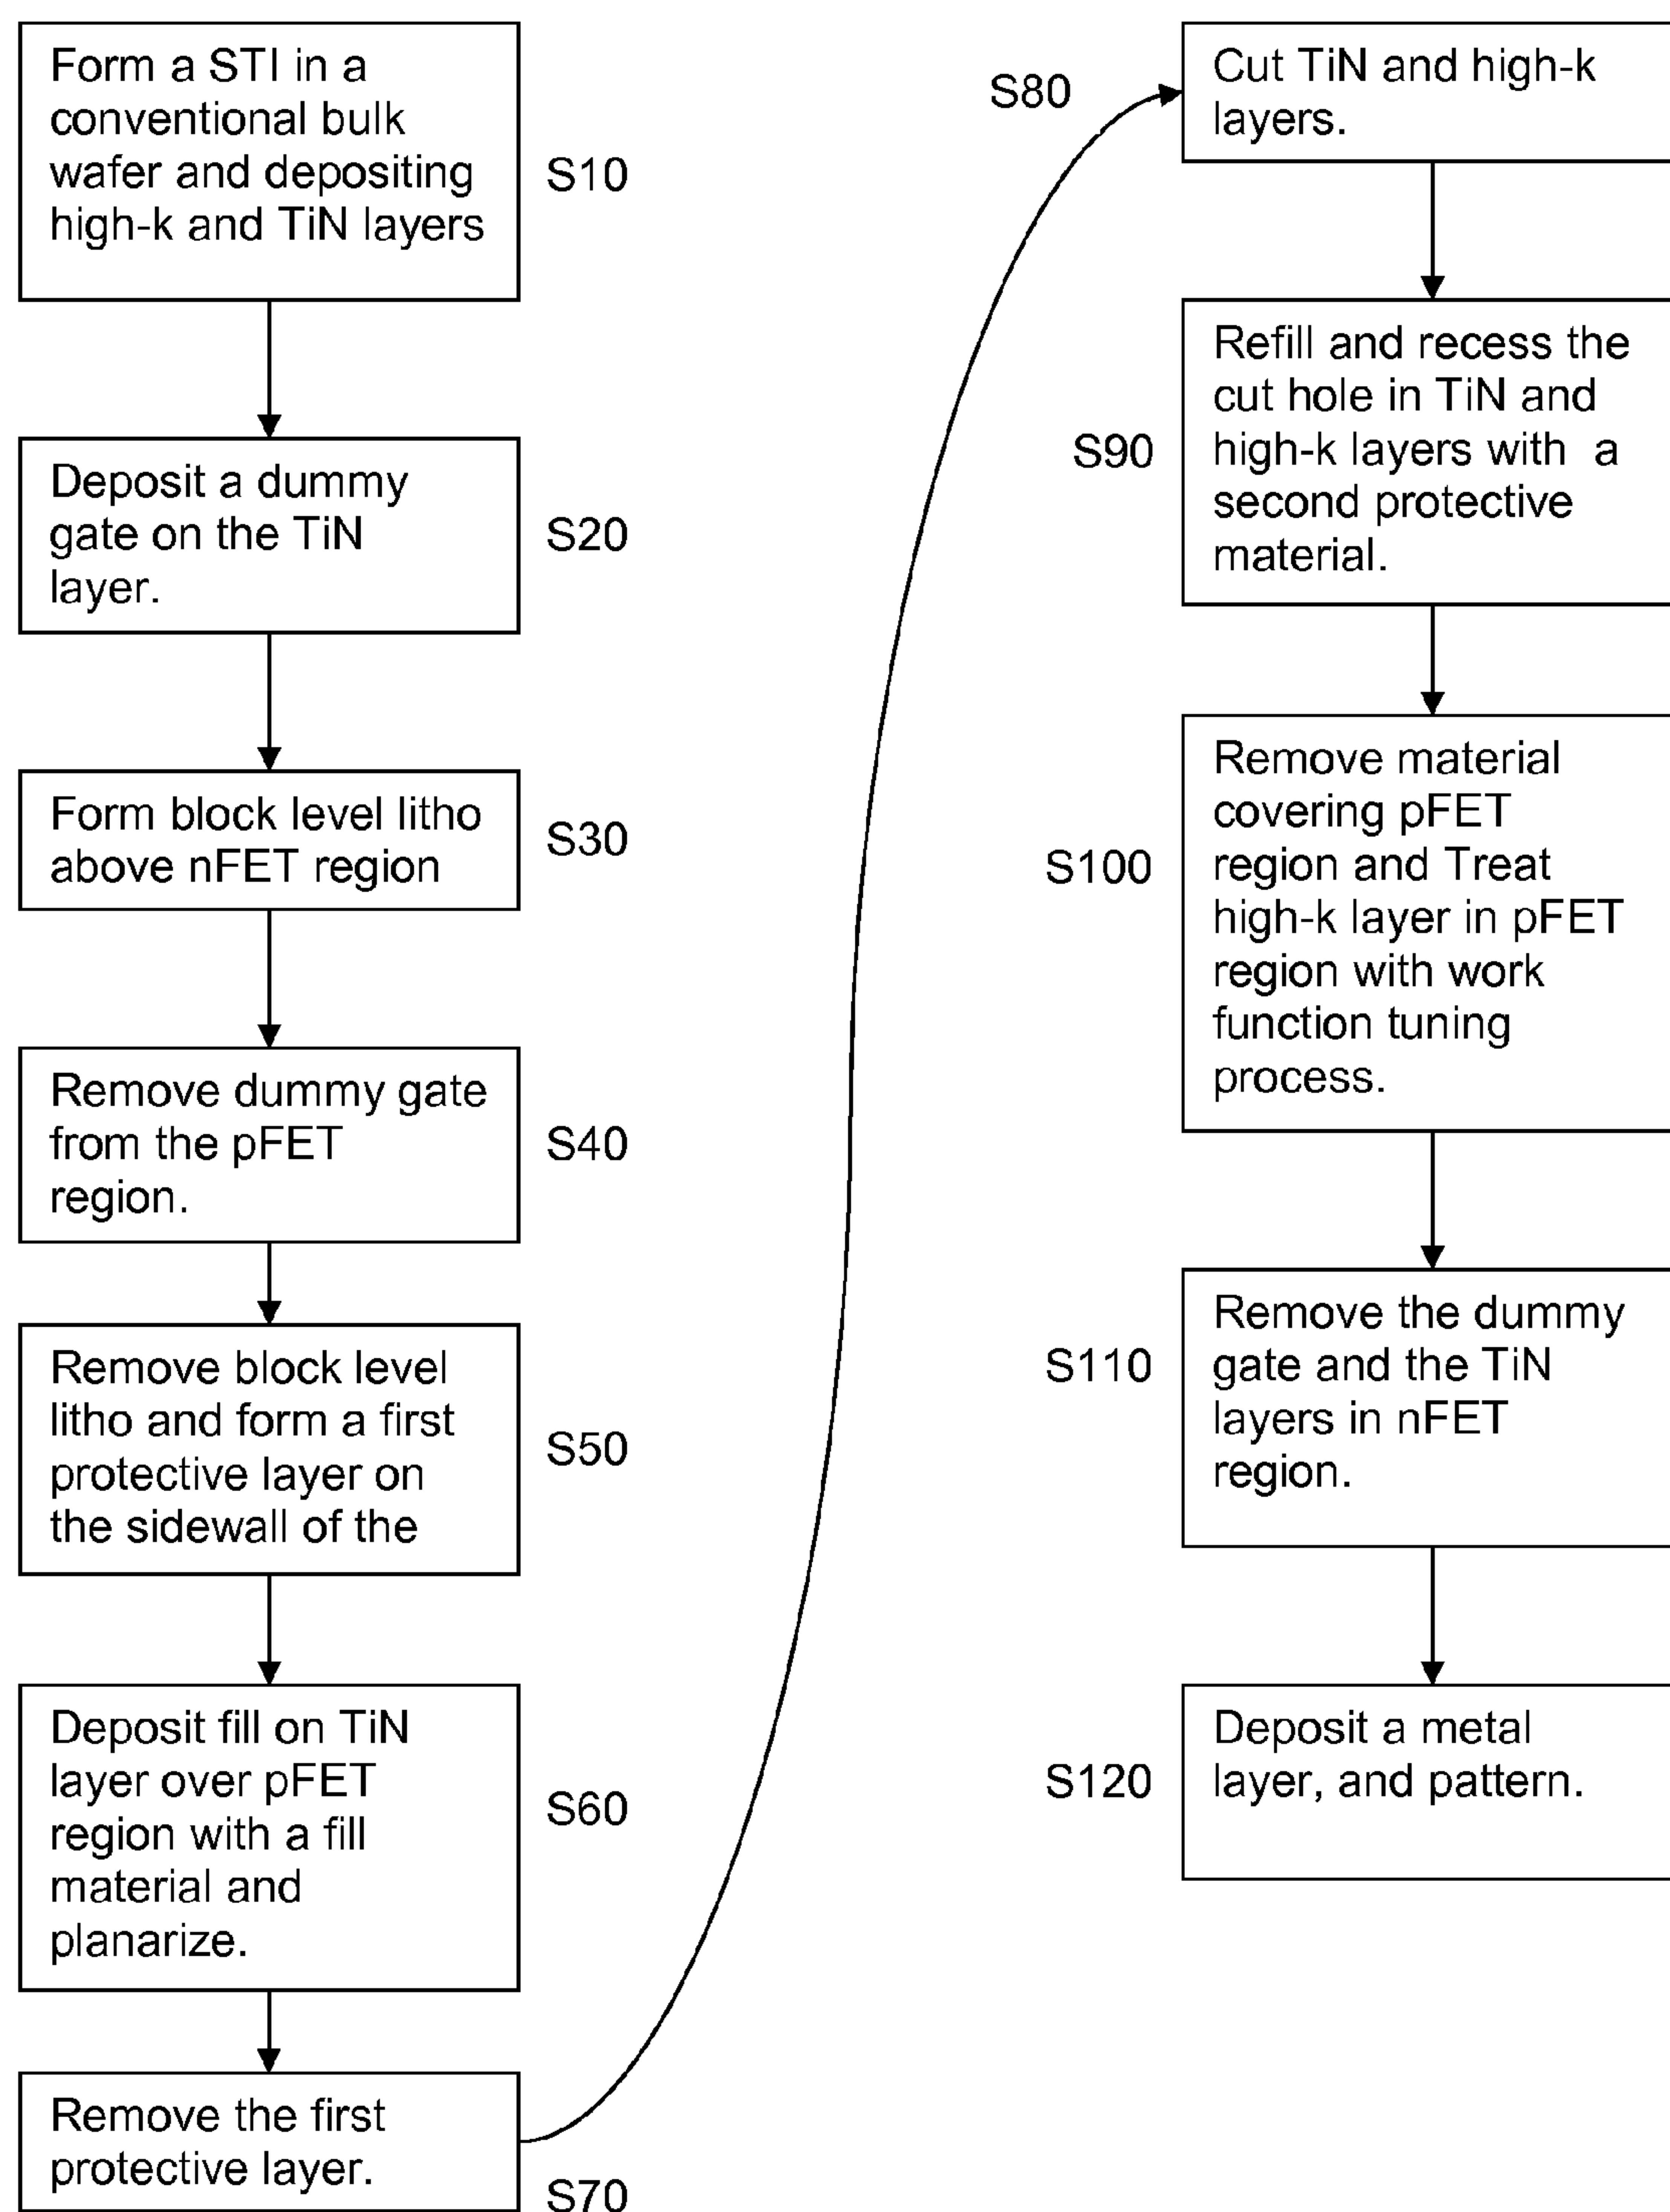 Form a STI in a
conventional bulk
wafer and depositing
high-k and TiN layers
S10
Deposit a dummy
gate on the TiN
layer.
S20
Form block level litho
above nFET region
S30
Remove dummy gate
from the pFET
region.
S40
Remove block level
litho and form a first
protective layer on
the sidewall of the
S50
Deposit fill on TiN
layer over pFET
region with a fill
material and
planarize.
S60
Remove the first
protective layer.
S70
S80
Cut TiN and high-k
layers.
S90
Refill and recess the
cut hole in TiN and
high-k layers with a
second protective
material.
S100
Remove material
covering pFET
region and Treat
high-k layer in pFET
region with work
function tuning
process.
S110
Remove the dummy
gate and the TiN
layers in nFET
region.
S120
Deposit a metal
layer, and pattern.